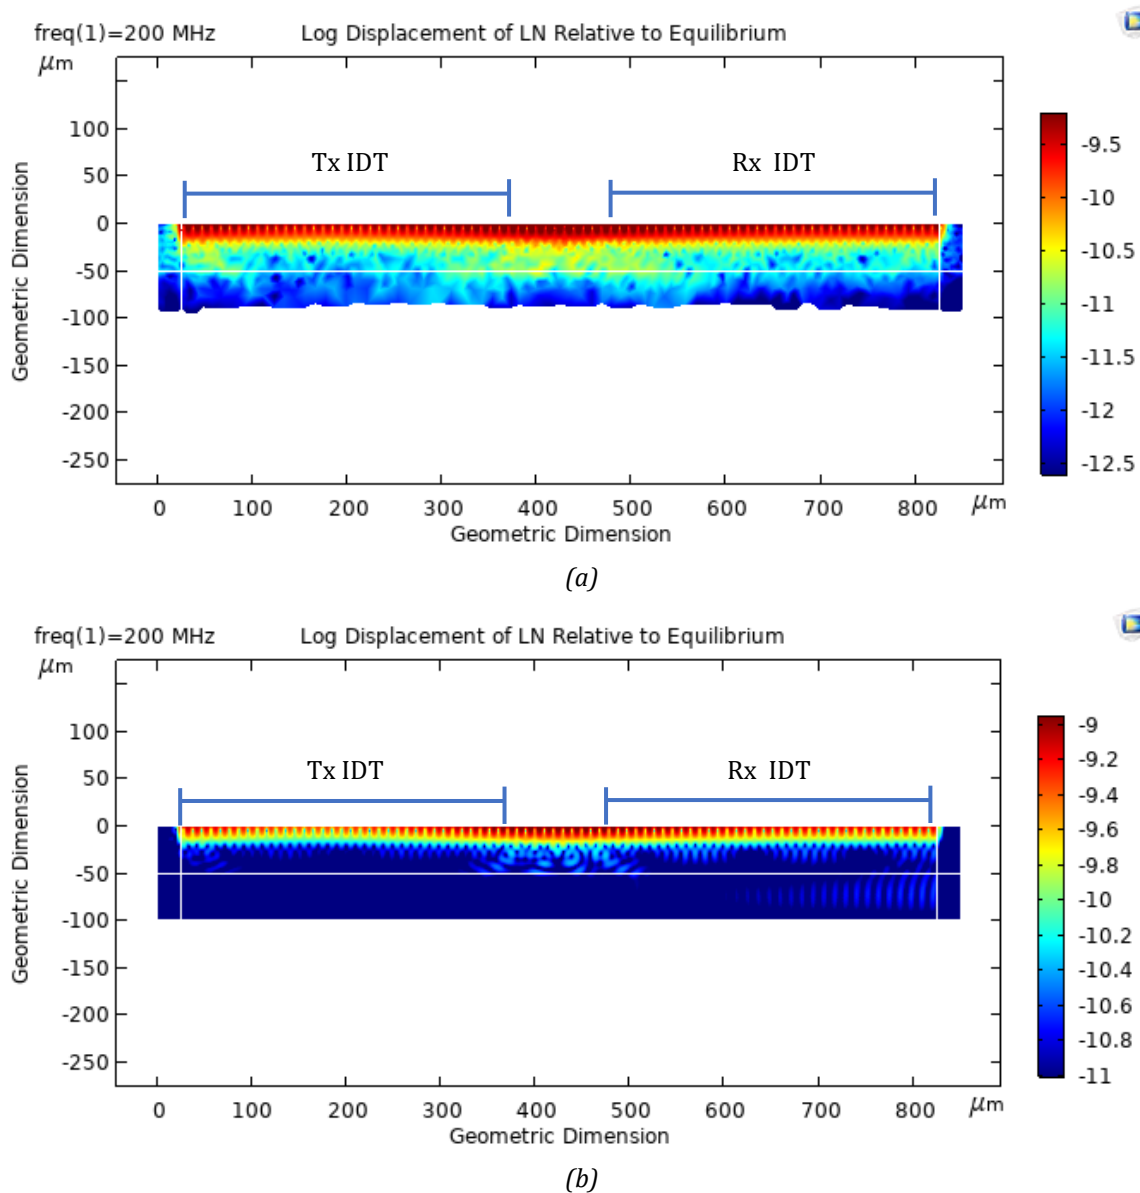 freq(1)=200 MHz Log Displacement of LN Relative to Equilibrium
μm
100
50
0
-50
-100
-150
-200
-250
Geometric Dimension
Tx IDT Rx IDT
-9.5
-10
-10.5
-11
-11.5
-12
-12.5
0 100 200 300 400 500 600 700 800 μm
Geometric Dimension
(a)
freq(1)=200 MHz Log Displacement of LN Relative to Equilibrium
μm
100
50
0
-50
-100
-150
-200
-250
Geometric Dimension
Tx IDT Rx IDT
-9
-9.2
-9.4
-9.6
-9.8
-10
-10.2
-10.4
-10.6
-10.8
-11
0 100 200 300 400 500 600 700 800 μm
Geometric Dimension
(b)